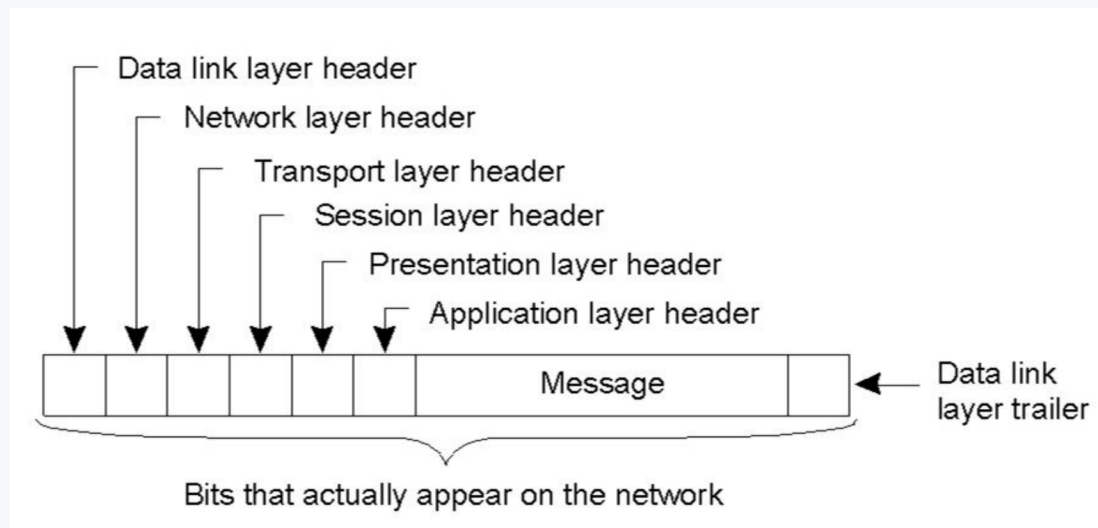 Data link layer header
Network layer header
Transport layer header
Session layer header
Presentation layer header
Application layer header
Message
Data link
layer trailer
Bits that actually appear on the network